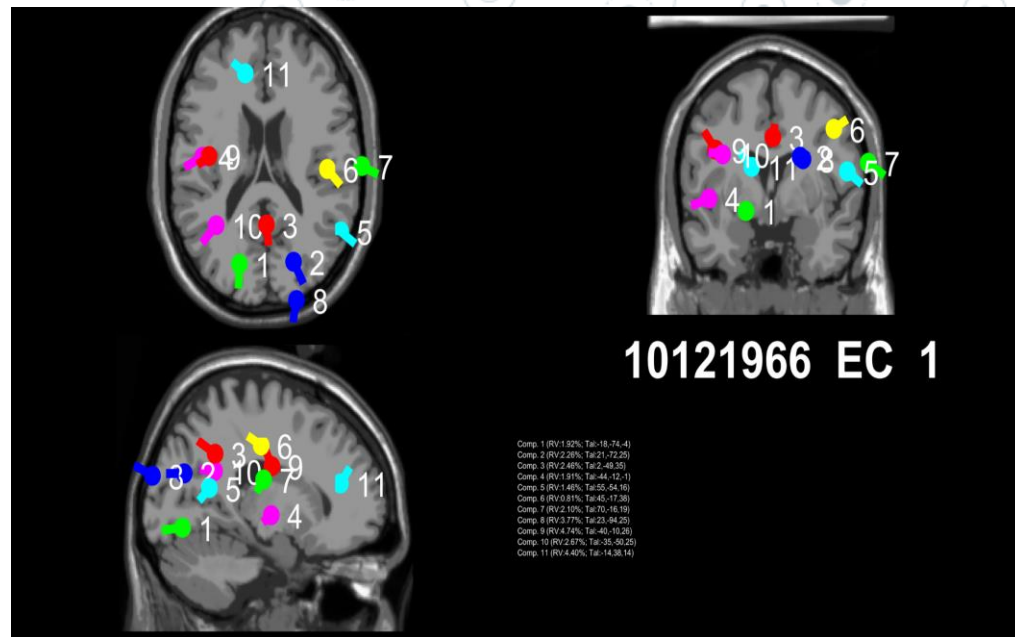 11
4
9
6
7
10
3
5
1
2
8
6
9
3
10
11
2
8
5
7
4
1
10121966 EC 1
3
6
3
2
10
9
5
7
11
1
4
Comp. 1 (RV:1.92%; Tal:-18,-74,-4)
Comp. 2 (RV:2.26%; Tal:21,-72,25)
Comp. 3 (RV:2.46%; Tal:2,-49,35)
Comp. 4 (RV:1.91%; Tal:-44,-12,-1)
Comp. 5 (RV:1.46%; Tal:55,-54,16)
Comp. 6 (RV:0.81%; Tal:45,-17,38)
Comp. 7 (RV:2.10%; Tal:70,-16,19)
Comp. 8 (RV:3.77%; Tal:23,-94,25)
Comp. 9 (RV:4.74%; Tal:-40,-10,26)
Comp. 10 (RV:2.67%; Tal:-35,-50,25)
Comp. 11 (RV:4.40%; Tal:-14,38,14)